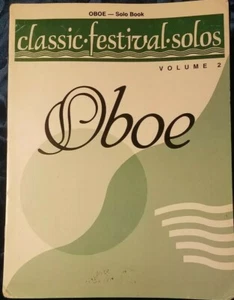 OBOE — Solo Book
classic·festival·solos
VOLUME 2
Oboe